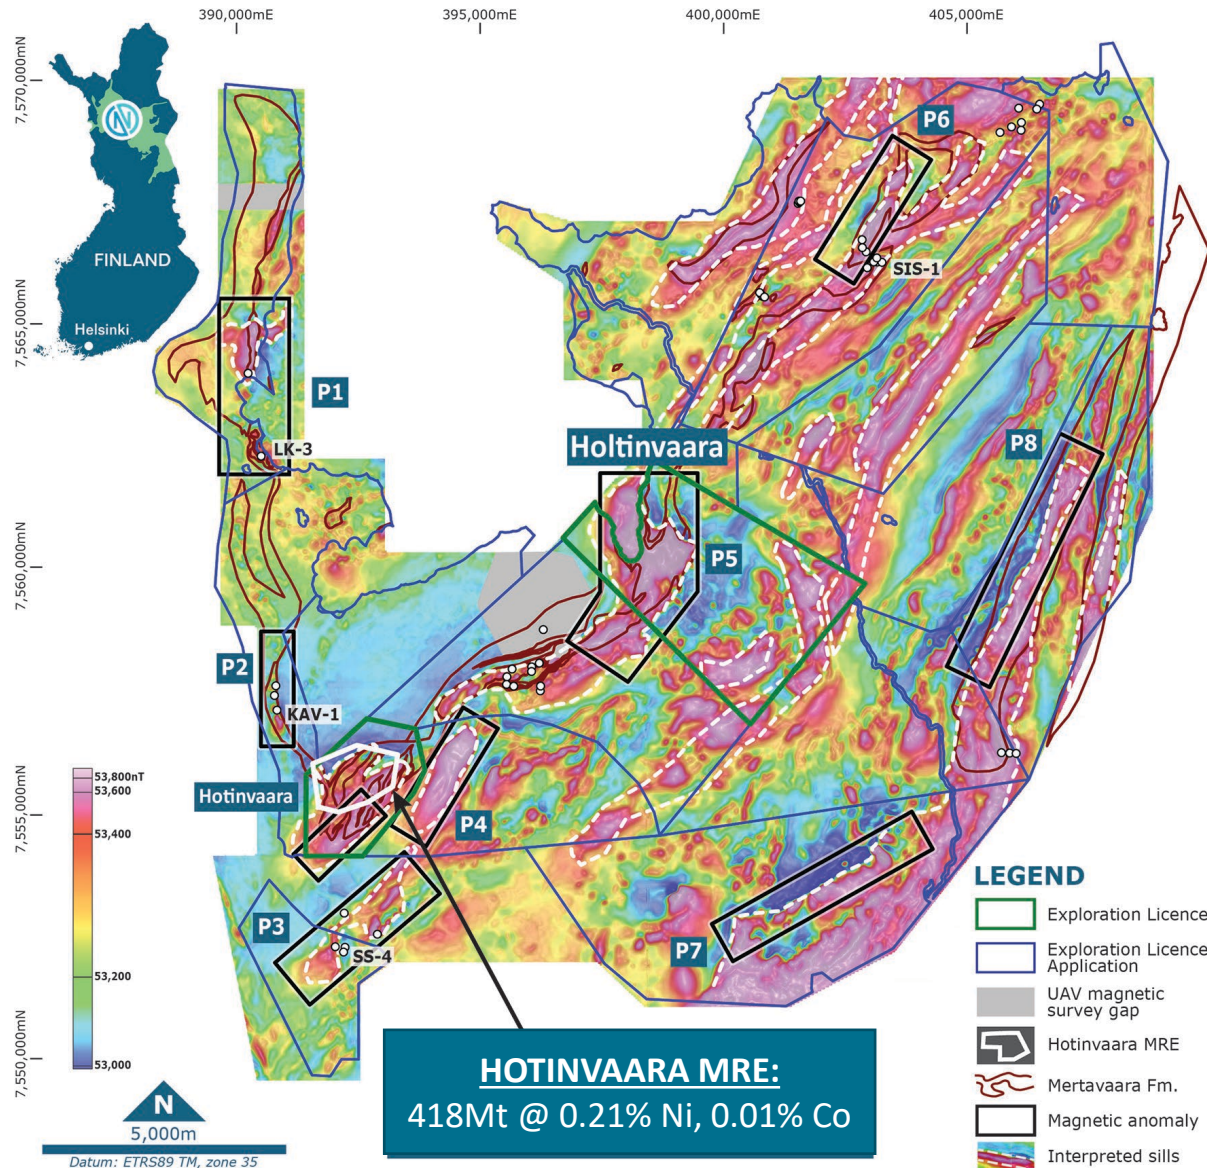 390,000mE
395,000mE
400,000mE
405,000mE
7,570,000mN
7,565,000mN
7,560,000mN
7,555,000mN
7,550,000mN
N
FINLAND
Helsinki
P6
SIS-1
P1
LK-3
Holtinvaara
P8
P5
P2
KAV-1
Hotinvaara
P4
P3
SS-4
P7
53,800nT
53,600
53,400
53,200
53,000
N
5,000m
Datum: ETRS89 TM, zone 35
HOTINVAARA MRE:
418Mt @ 0.21% Ni, 0.01% Co
LEGEND
Exploration Licence
Exploration Licence
Application
UAV magnetic
survey gap
Hotinvaara MRE
Mertavaara Fm.
Magnetic anomaly
Interpreted sills